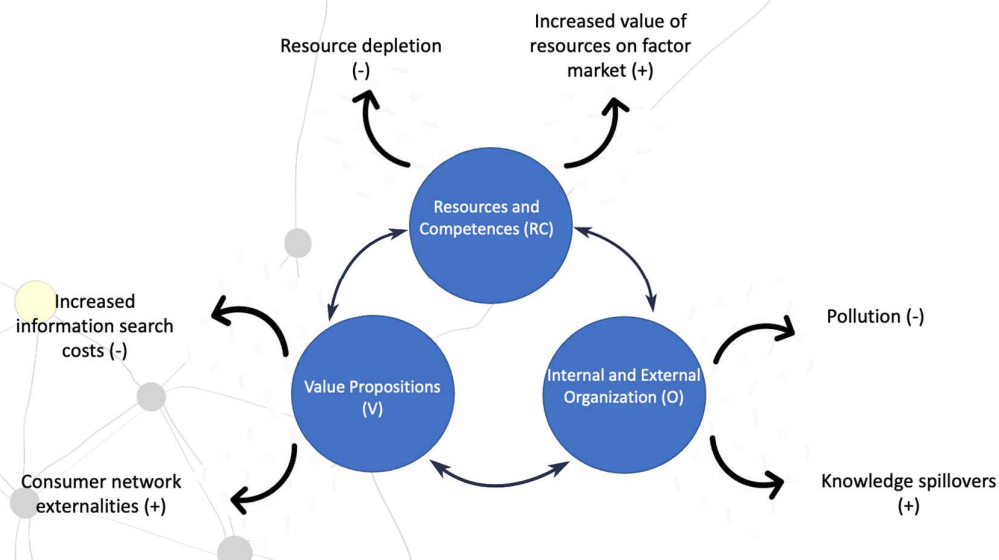 Resource depletion
(-)
Increased value of
resources on factor
market (+)
Resources and
Competences (RC)
Increased
information search
costs (-)
Pollution (-)
Value Propositions
(V)
Internal and External
Organization (O)
Consumer network
externalities (+)
Knowledge spillovers
(+)